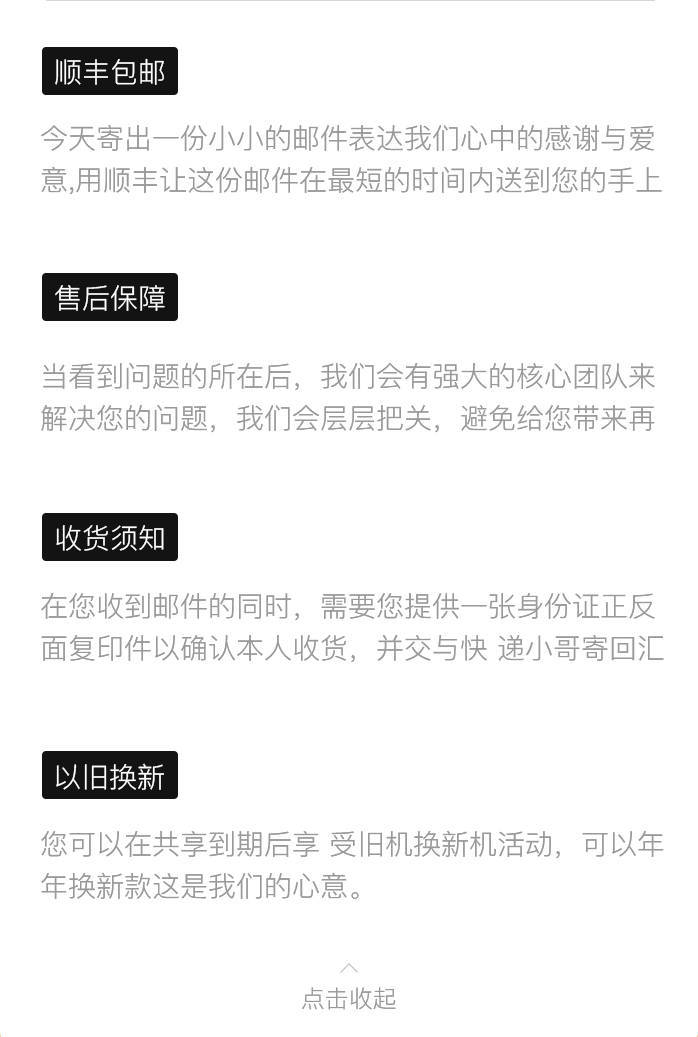 顺丰包邮
今天寄出一份小小的邮件表达我们心中的感谢与爱
意,用顺丰让这份邮件在最短的时间内送到您的手上
售后保障
当看到问题的所在后，我们会有强大的核心团队来
解决您的问题，我们会层层把关，避免给您带来再
收货须知
在您收到邮件的同时，需要您提供一张身份证正反
面复印件以确认本人收货，并交与快 递小哥寄回汇
以旧换新
您可以在共享到期后享 受旧机换新机活动，可以年
年换新款这是我们的心意。
点击收起